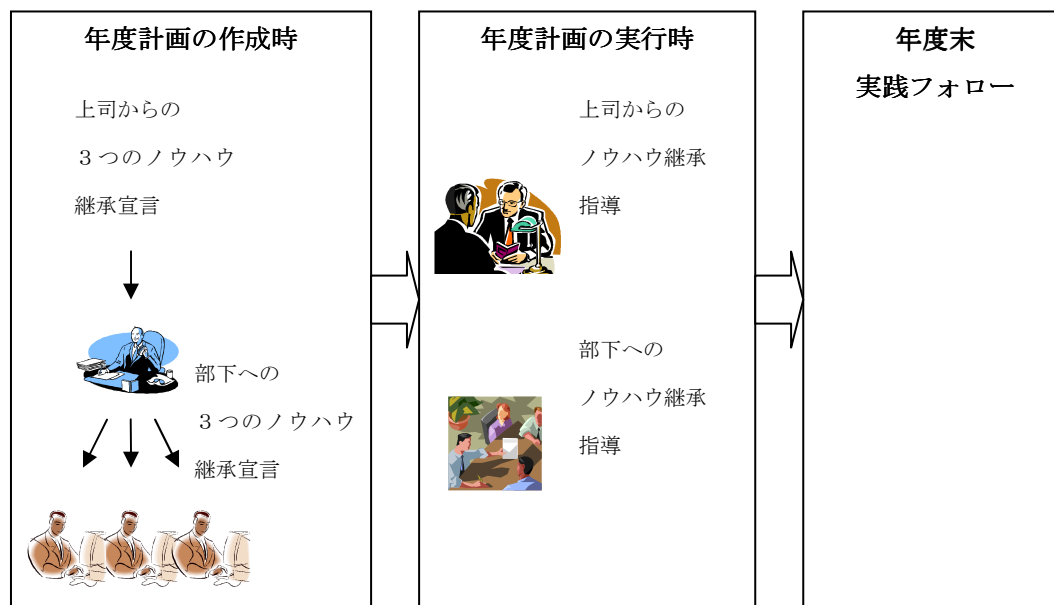 年度計画の作成時
上司からの
３つのノウハウ
継承宣言
部下への
３つのノウハウ
継承宣言
年度計画の実行時
上司からの
ノウハウ継承
指導
部下への
ノウハウ継承
指導
年度末
実践フォロー